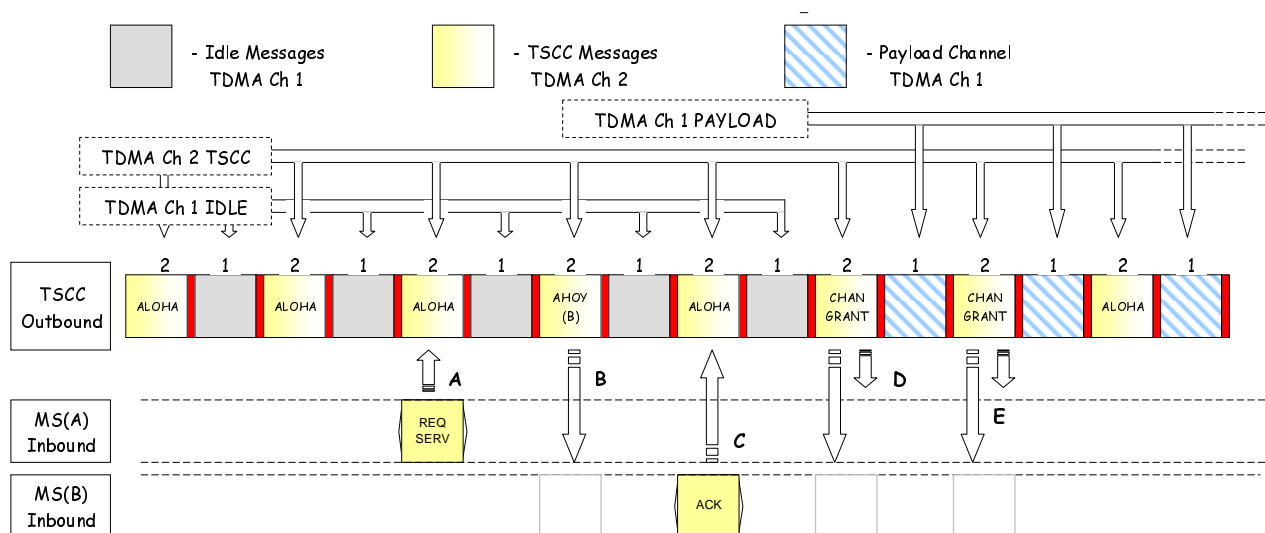 - Idle Messages
TDMA Ch 1
- TSCC Messages
TDMA Ch 2
- Payload Channel
TDMA Ch 1
TDMA Ch 1 PAYLOAD
TDMA Ch 2 TSCC
TDMA Ch 1 IDLE
2 1 2 1 2 1 2 1 2 1 2 1 2 1 2 1
TSCC
Outbound
ALOHA
ALOHA
ALOHA
AHOY
(B)
ALOHA
CHAN
GRANT
CHAN
GRANT
ALOHA
A
B
C
D
E
MS(A)
Inbound
REQ
SERV
MS(B)
Inbound
ACK